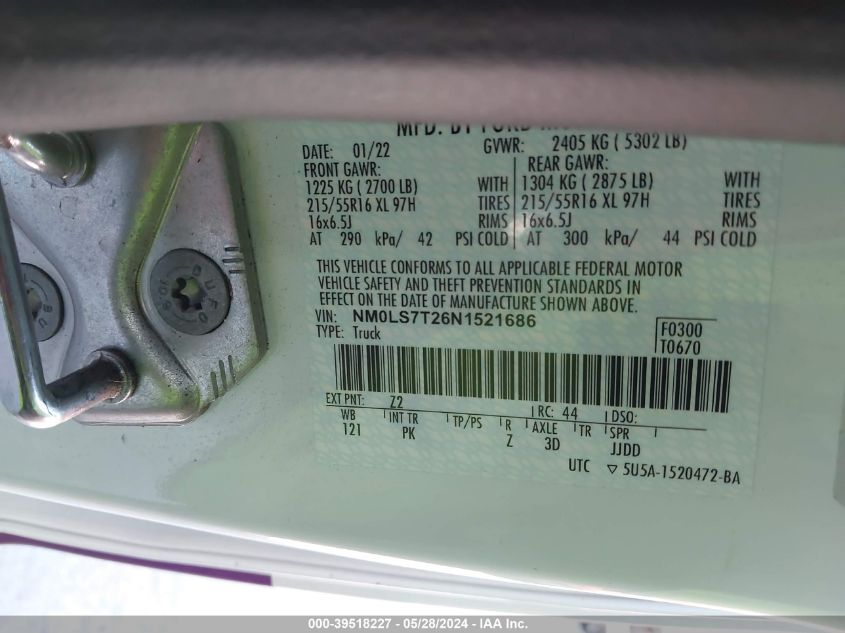 MFD. BY FORD
DATE: 01/22 GVWR: 2405 KG ( 5302 LB)
FRONT GAWR: REAR GAWR:
1225 KG ( 2700 LB) WITH 1304 KG ( 2875 LB) WITH
215/55R16 XL 97H TIRES 215/55R16 XL 97H TIRES
16x6.5J RIMS 16x6.5J RIMS
AT 290 kPa/ 42 PSI COLD AT 300 kPa/ 44 PSI COLD
THIS VEHICLE CONFORMS TO ALL APPLICABLE FEDERAL MOTOR
VEHICLE SAFETY AND THEFT PREVENTION STANDARDS IN
EFFECT ON THE DATE OF MANUFACTURE SHOWN ABOVE.
VIN: NM0LS7T26N1521686
TYPE: Truck
F0300
T0670
EXT PNT: Z2 RC: 44 DSO:
WB INT TR TP/PS R AXLE TR SPR
121 PK Z 3D JJDD
UTC ▽ 5U5A-1520472-BA
000-39518227 - 05/28/2024 - IAA Inc.